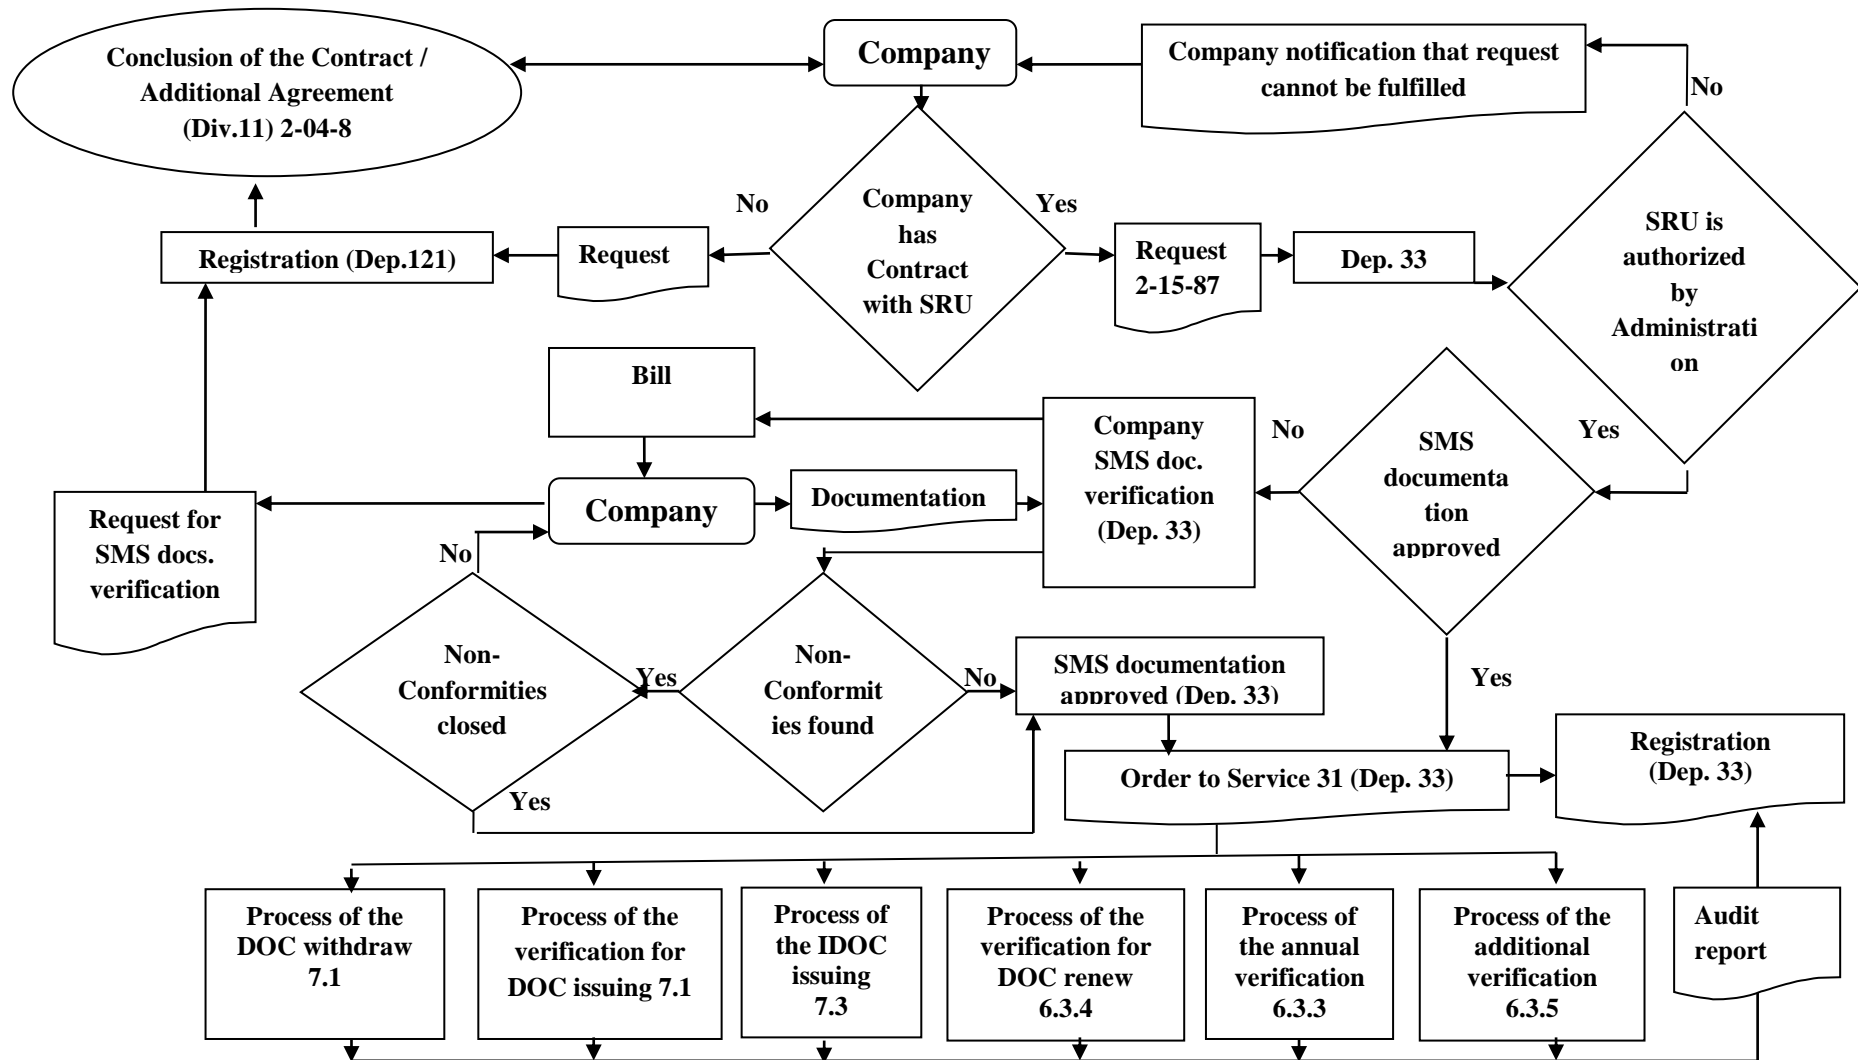 Conclusion of the Contract /
Additional Agreement
(Div.11) 2-04-8
Company
Company notification that request
cannot be fulfilled
No
No
Company
has
Contract
with SRU
Yes
Registration (Dep.121)
Request
Request
2-15-87
Dep. 33
SRU is
authorized
by
Administrati
on
Bill
Company
SMS doc.
verification
(Dep. 33)
No
SMS
documenta
tion
approved
Yes
Request for
SMS docs.
verification
Company
Documentation
No
Non-
Conformities
closed
Yes
Non-
Conformit
ies found
No
SMS documentation
approved (Dep. 33)
Yes
Yes
Order to Service 31 (Dep. 33)
Registration
(Dep. 33)
Process of the
DOC withdraw
7.1
Process of the
verification for
DOC issuing 7.1
Process of
the IDOC
issuing
7.3
Process of the
verification for
DOC renew
6.3.4
Process of
the annual
verification
6.3.3
Process of the
additional
verification
6.3.5
Audit
report